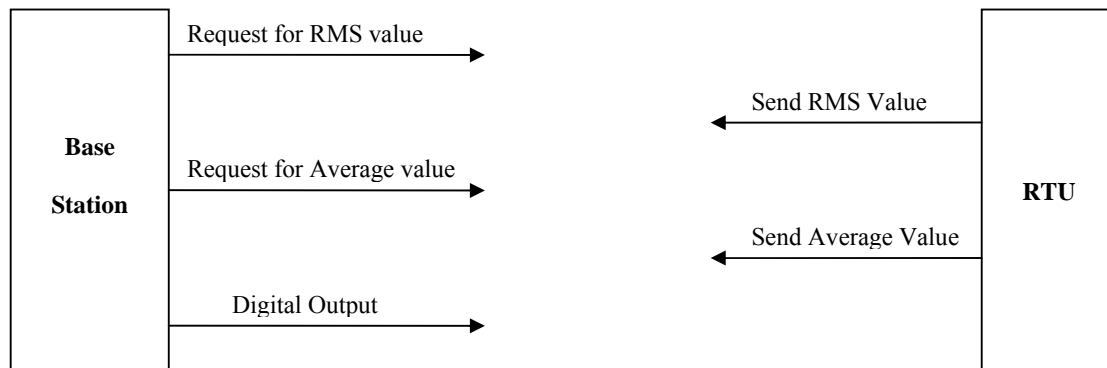 Request for RMS value
Send RMS Value
Base
Station
Request for Average value
RTU
Send Average Value
Digital Output